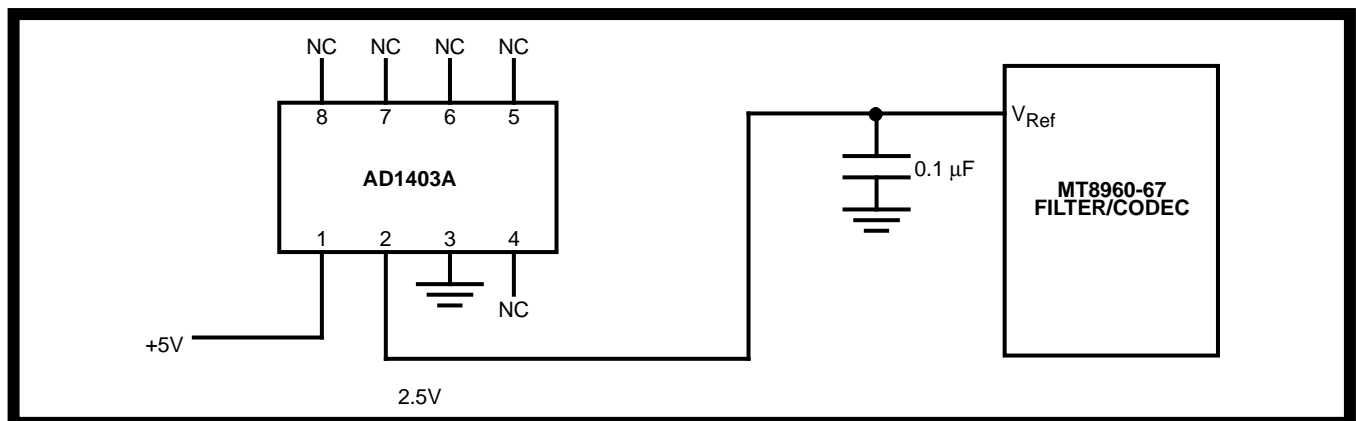 NC NC NC NC
8 7 6 5
AD1403A
1 2 3 4
NC
+5V
2.5V
0.1 μF
VRef
MT8960-67
FILTER/CODEC